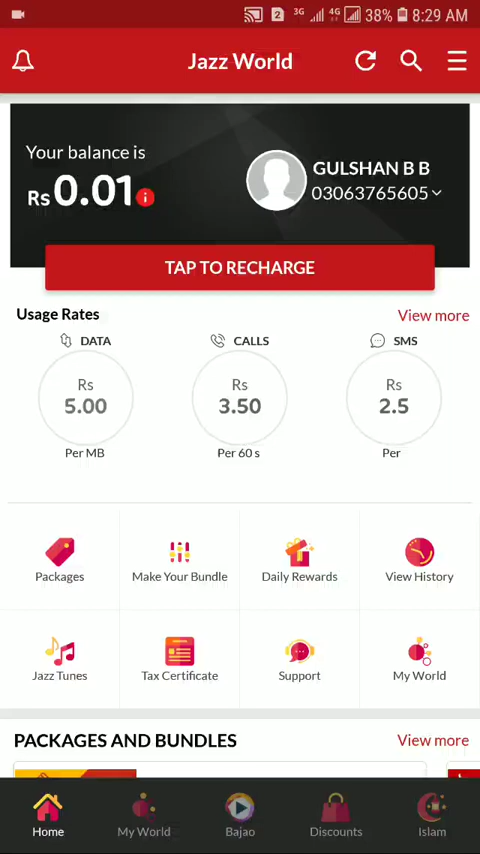 2 3G 4G 38% 8:29 AM
Jazz World
Your balance is
Rs 0.01 i
GULSHAN B B
03063765605
TAP TO RECHARGE
Usage Rates View more
DATA CALLS SMS
Rs Rs Rs
5.00 3.50 2.5
Per MB Per 60 s Per
Packages Make Your Bundle Daily Rewards View History
Jazz Tunes Tax Certificate Support My World
PACKAGES AND BUNDLES View more
Home My World Bajao Discounts Islam